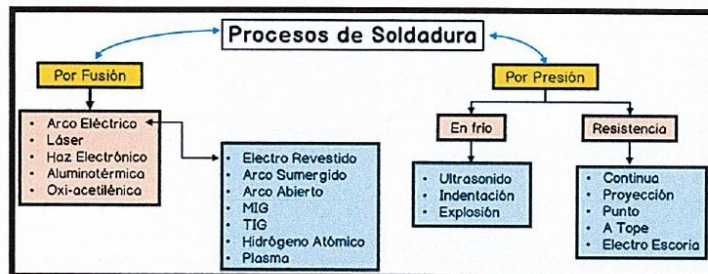 Procesos de Soldadura
Por Fusión
Por Presión
• Arco Eléctrico
• Láser
• Haz Electrónico
• Aluminotérmica
• Oxi-acetilénica
• Electro Revestido
• Arco Sumergido
• Arco Abierto
• MIG
• TIG
• Hidrógeno Atómico
• Plasma
En frío
Resistencia
• Ultrasonido
• Indentación
• Explosión
• Continua
• Proyección
• Punto
• A Tope
• Electro Escoria